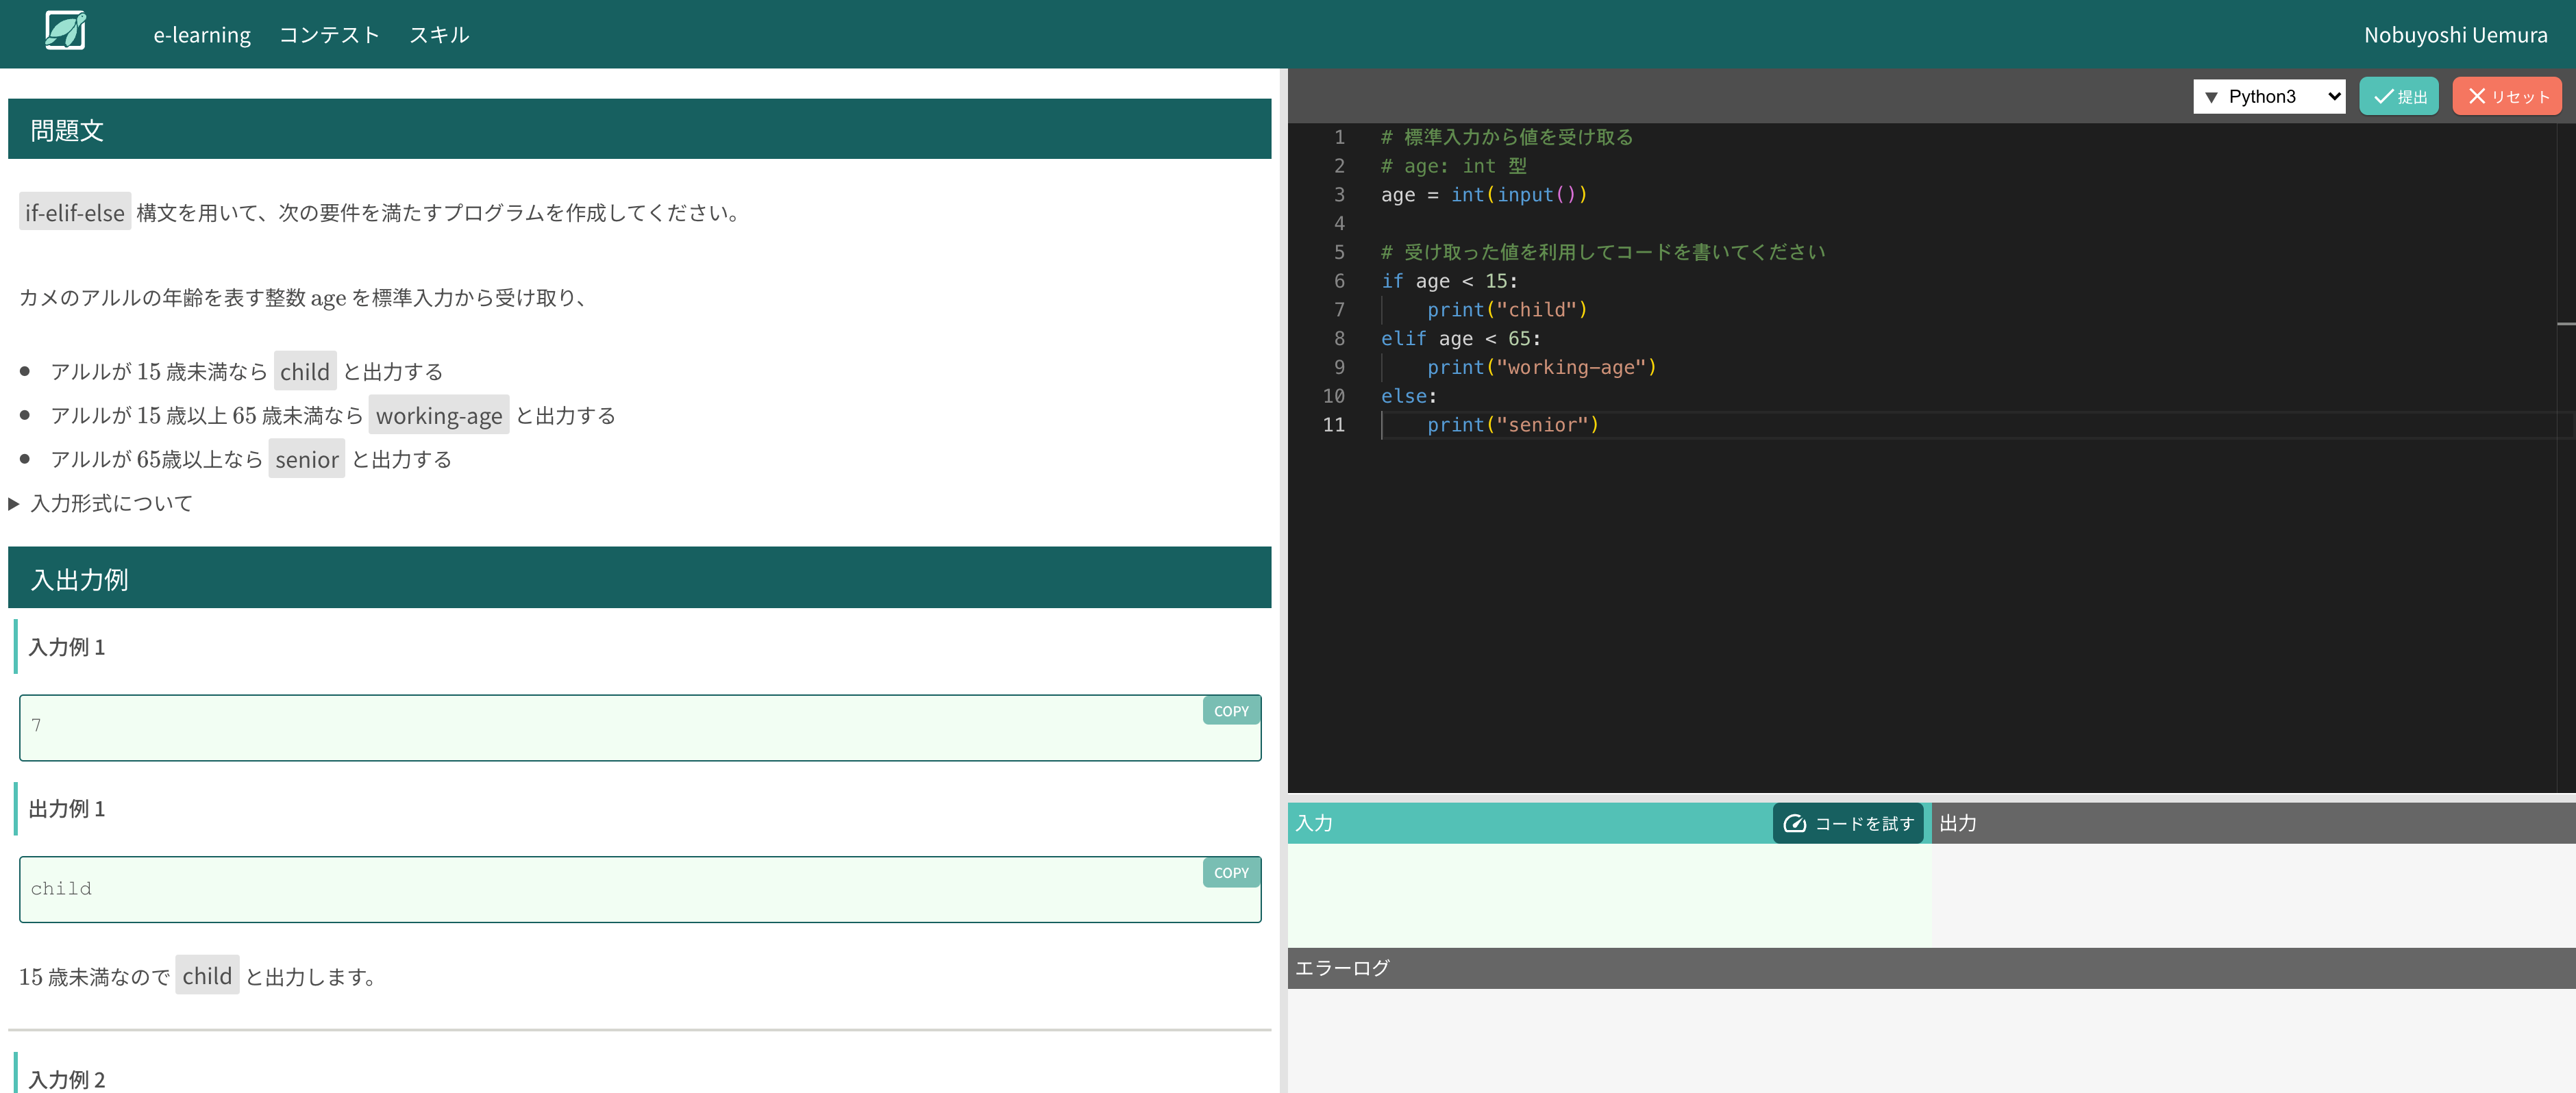 e-learning コンテスト スキル Nobuyoshi Uemura
問題文
if-elif-else 構文を用いて、次の要件を満たすプログラムを作成してください。
カメのアルルの年齢を表す整数 age を標準入力から受け取り、
• アルルが 15 歳未満なら child と出力する
• アルルが 15 歳以上 65 歳未満なら working-age と出力する
• アルルが 65歳以上なら senior と出力する
▶ 入力形式について
入出力例
入力例 1
COPY
7
出力例 1
COPY
child
15 歳未満なので child と出力します。
入力例 2
▼ Python3 提出 リセット
1 # 標準入力から値を受け取る
2 # age: int 型
3 age = int(input())
4
5 # 受け取った値を利用してコードを書いてください
6 if age < 15:
7     print("child")
8 elif age < 65:
9     print("working-age")
10 else:
11     print("senior")
入力 コードを試す 出力
エラーログ